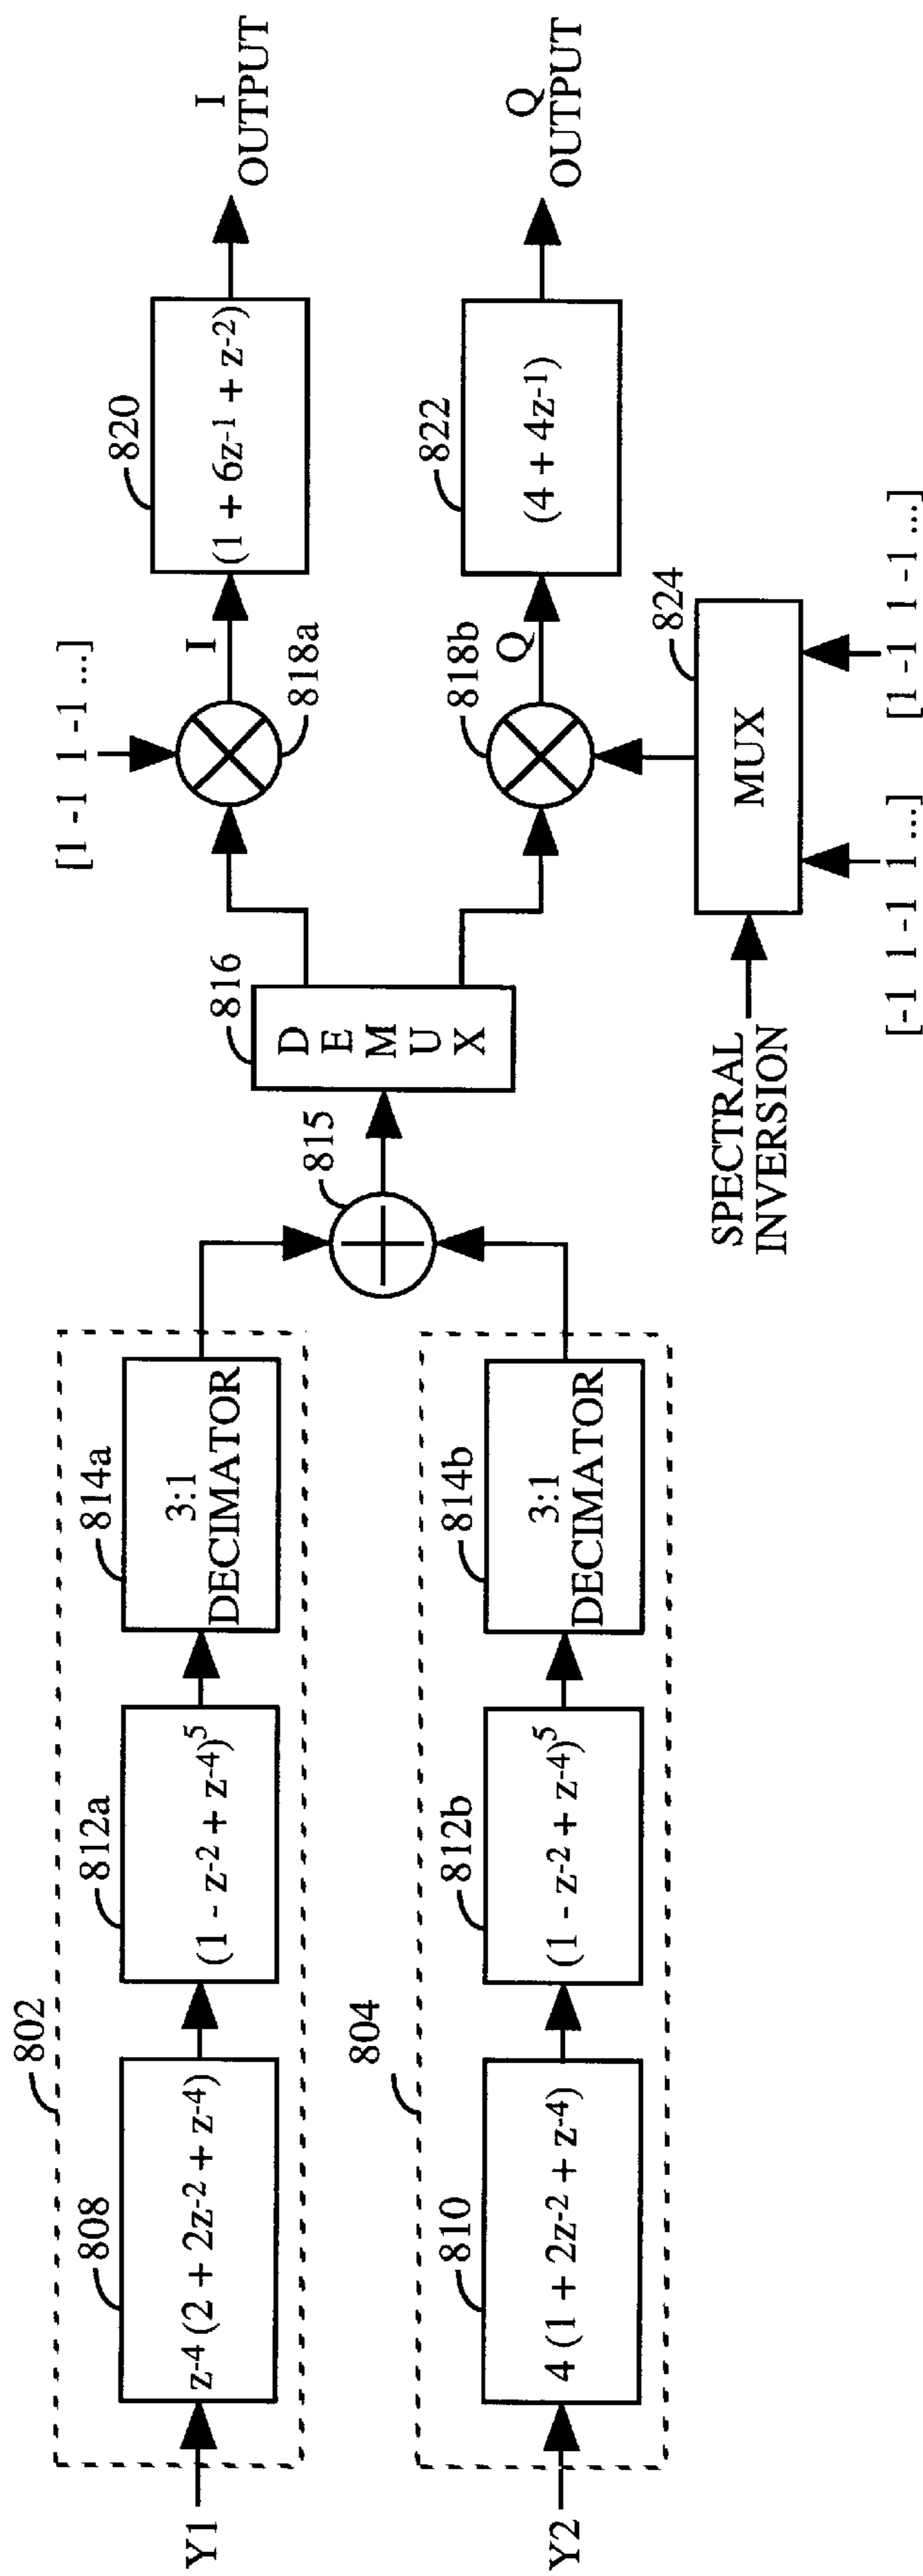 802
808
z-4 (2 + 2z-2 + z-4)
812a
(1 - z-2 + z-4)5
814a
3:1
DECIMATOR
Y1
804
810
4 (1 + 2z-2 + z-4)
812b
(1 - z-2 + z-4)5
814b
3:1
DECIMATOR
Y2
815
816
D
E
M
U
X
[1 -1 1 -1 ...]
818a
I
820
(1 + 6z-1 + z-2)
I
OUTPUT
818b
Q
822
(4 + 4z-1)
Q
OUTPUT
824
MUX
SPECTRAL
INVERSION
[-1 1 -1 1 ...]
[1 -1 1 -1 ...]